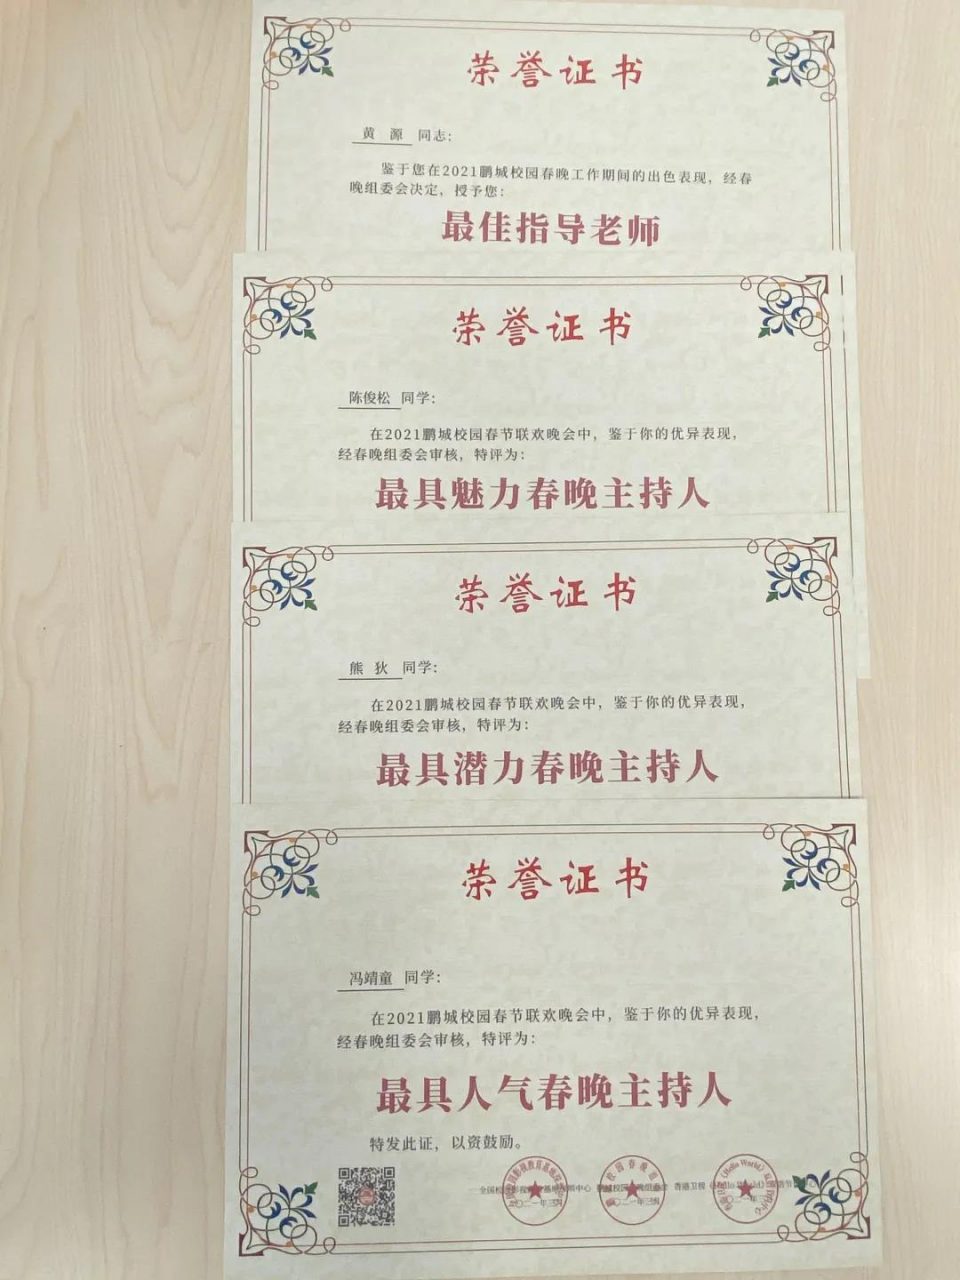 荣誉证书
黄 源 同志：
鉴于您在2021鹏城校园春晚工作期间的出色表现，经春
晚组委会决定，授予您：
最佳指导老师
荣誉证书
陈俊松 同学：
在2021鹏城校园春节联欢晚会中，鉴于你的优异表现，
经春晚组委会审核，特评为：
最具魅力春晚主持人
荣誉证书
熊 狄 同学：
在2021鹏城校园春节联欢晚会中，鉴于你的优异表现，
经春晚组委会审核，特评为：
最具潜力春晚主持人
荣誉证书
冯靖童 同学：
在2021鹏城校园春节联欢晚会中，鉴于你的优异表现，
经春晚组委会审核，特评为：
最具人气春晚主持人
特发此证，以资鼓励。